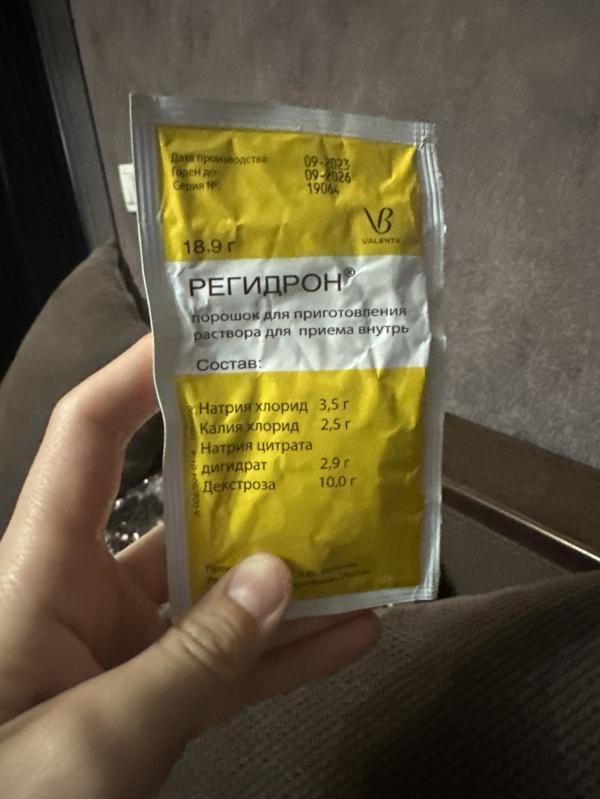 Дата производства: 09-2023
Годен до: 09-2026
Серия №: 19064
VB
VALENTA
18.9 г
РЕГИДРОН®
порошок для приготовления
раствора для приема внутрь
Состав:
Натрия хлорид 3,5 г
Калия хлорид 2,5 г
Натрия цитрата
дигидрат 2,9 г
Декстроза 10,0 г